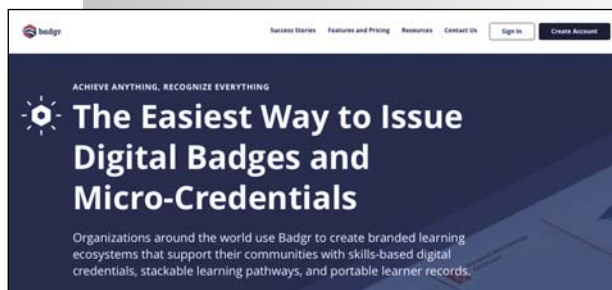 badgr
Success Stories Features and Pricing Resources Contact Us Sign in Create Account
ACHIEVE ANYTHING, RECOGNIZE EVERYTHING
The Easiest Way to Issue
Digital Badges and
Micro-Credentials
Organizations around the world use Badgr to create branded learning
ecosystems that support their communities with skills-based digital
credentials, stackable learning pathways, and portable learner records.